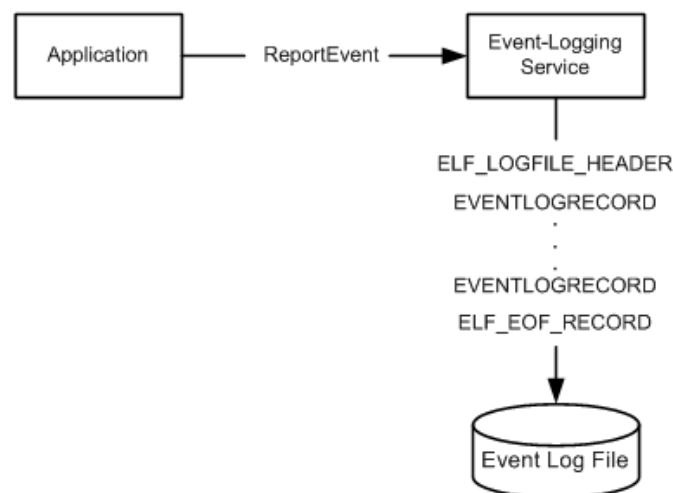 Application
ReportEvent
Event-Logging
Service
ELF_LOGFILE_HEADER
EVENTLOGRECORD
.
.
.
EVENTLOGRECORD
ELF_EOF_RECORD
Event Log File